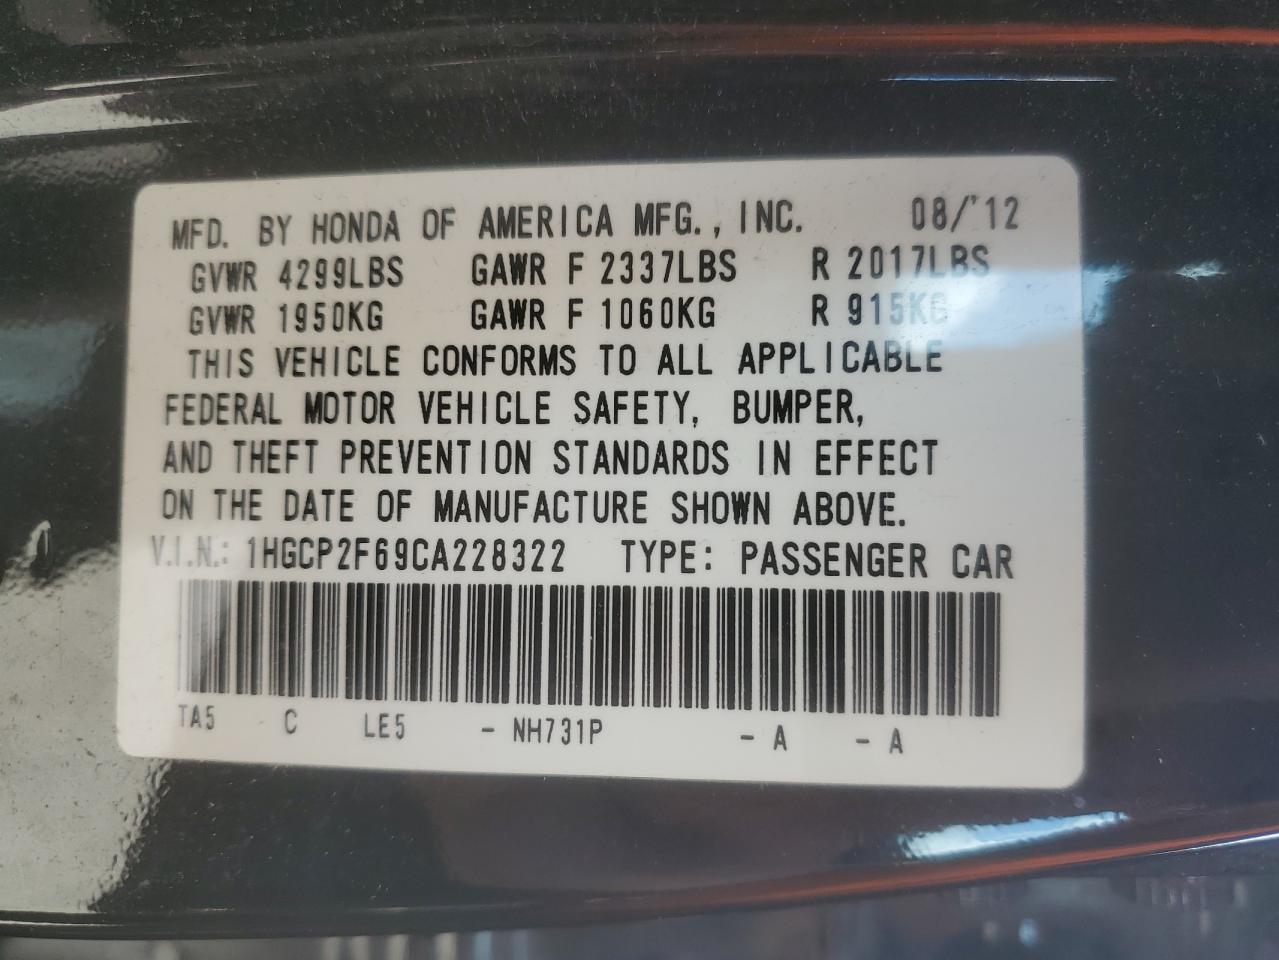 MFD. BY HONDA OF AMERICA MFG., INC. 08/'12
GVWR 4299LBS GAWR F 2337LBS R 2017LBS
GVWR 1950KG GAWR F 1060KG R 915KG
THIS VEHICLE CONFORMS TO ALL APPLICABLE
FEDERAL MOTOR VEHICLE SAFETY, BUMPER,
AND THEFT PREVENTION STANDARDS IN EFFECT
ON THE DATE OF MANUFACTURE SHOWN ABOVE.
V.I.N.: 1HGCP2F69CA228322 TYPE: PASSENGER CAR
TA5 C LE5 - NH731P - A - A